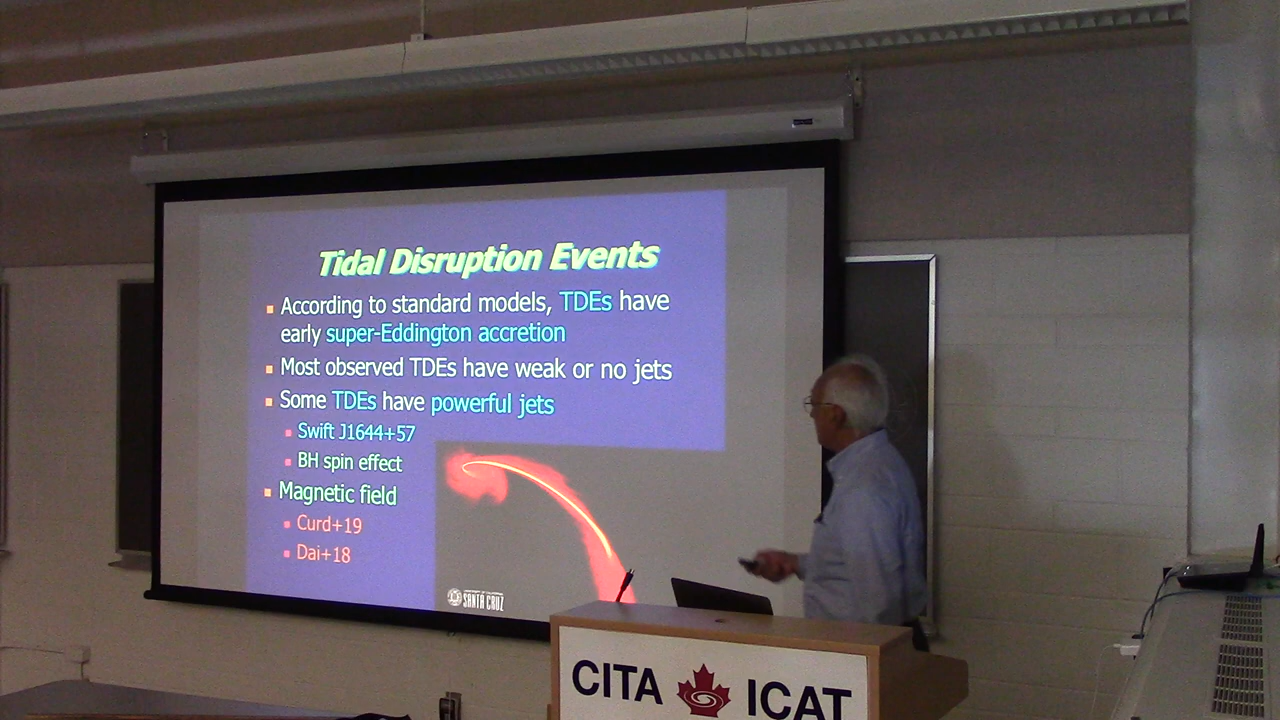 Tidal Disruption Events
According to standard models, TDEs have
early super-Eddington accretion
Most observed TDEs have weak or no jets
Some TDEs have powerful jets
Swift J1644+57
BH spin effect
Magnetic field
Curd+19
Dai+18
SANTA CRUZ
CITA ICAT